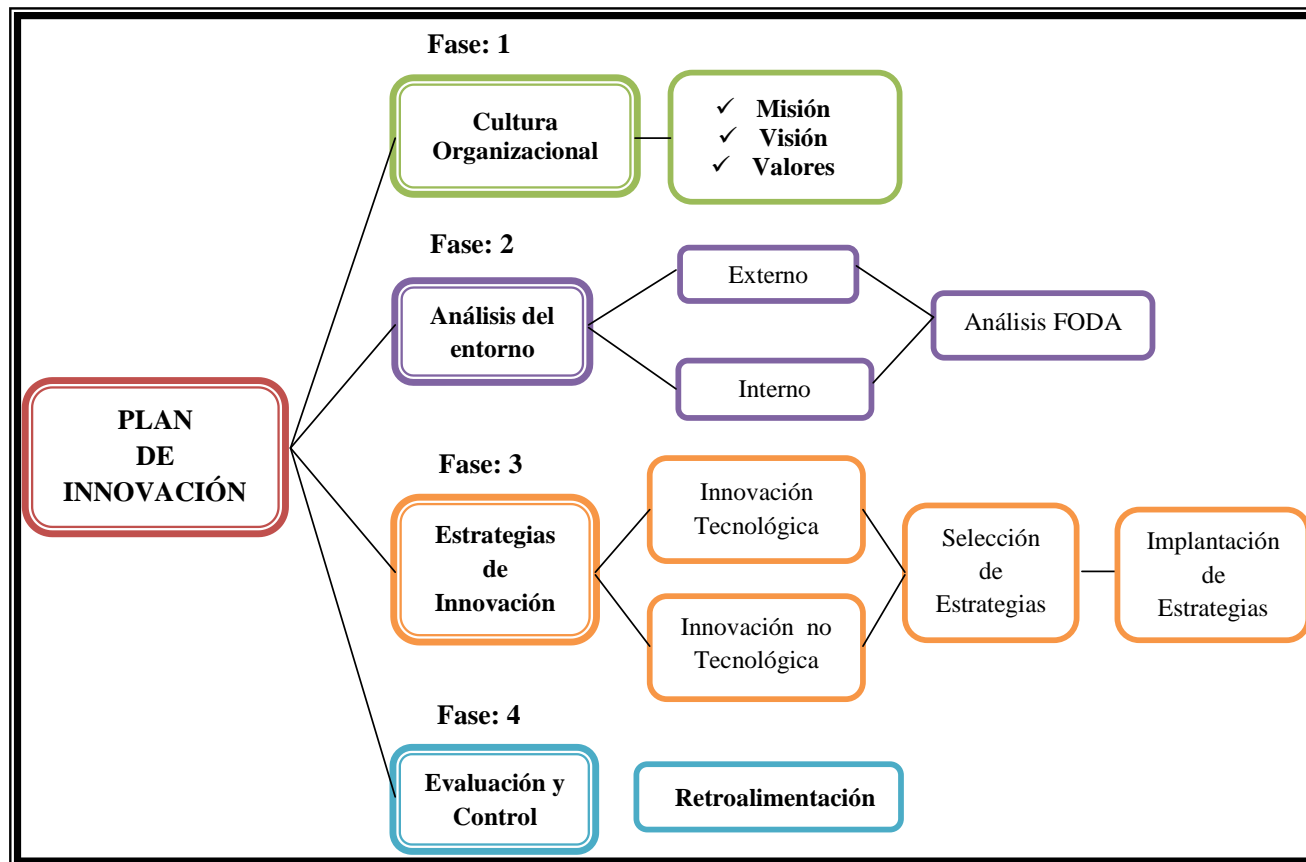 Fase: 1
Cultura
Organizacional
✓ Misión
✓ Visión
✓ Valores
Fase: 2
Análisis del
entorno
Externo
Interno
Análisis FODA
PLAN
DE
INNOVACIÓN
Fase: 3
Estrategias
de
Innovación
Innovación
Tecnológica
Innovación no
Tecnológica
Selección
de
Estrategias
Implantación
de
Estrategias
Fase: 4
Evaluación y
Control
Retroalimentación